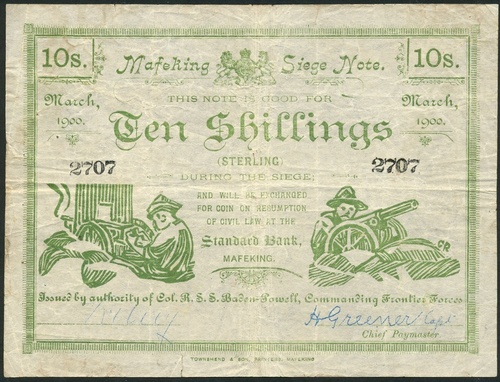 10s. Mafeking Siege Note. 10s.
March, 1900. THIS NOTE IS GOOD FOR March, 1900.
Ten Shillings
2707 (STERLING) 2707
DURING THE SIEGE;
AND WILL BE EXCHANGED
FOR COIN ON RESUMPTION
OF CIVIL LAW AT THE
Standard Bank,
MAFEKING.
CR
Issued by authority of Col. R. S. S. Baden-Powell, Commanding Frontier Forces
H Greener Capt
Chief Paymaster.
TOWNSHEND & SON, PRINTERS, MAFEKING